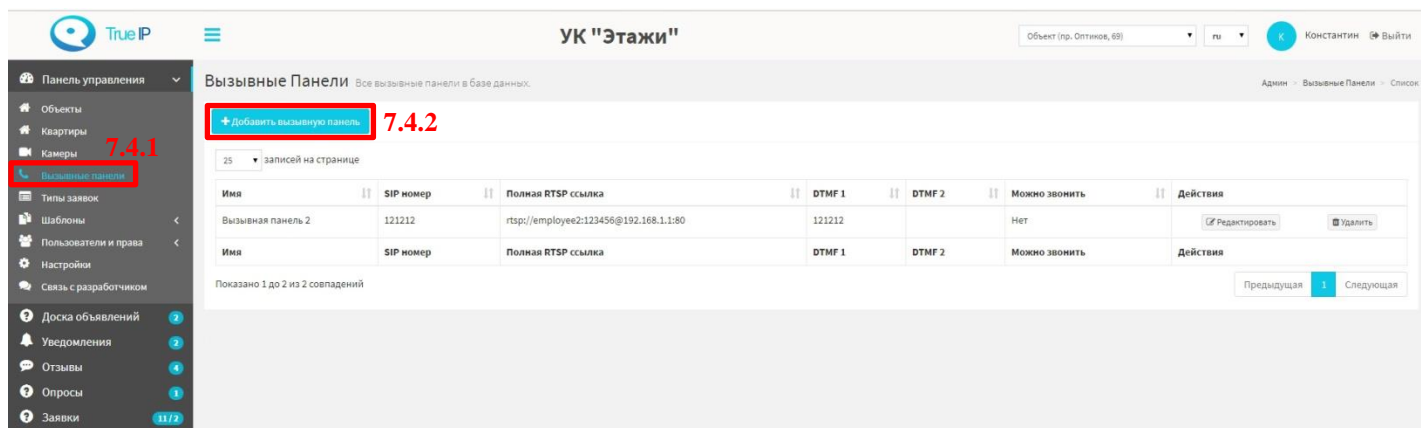 True IP
УК "Этажи"
Объект (пр. Оптиков, 69)
ru
К
Константин
Выйти
Панель управления
Вызывные Панели Все вызывные панели в базе данных.
Админ > Вызывные Панели > Список
Объекты
Квартиры
Камеры
7.4.1
Вызывные панели
Типы заявок
Шаблоны
Пользователи и права
Настройки
Связь с разработчиком
Доска объявлений 2
Уведомления 2
Отзывы 4
Опросы 1
Заявки 11/2
+Добавить вызывную панель
7.4.2
25 записей на странице
Имя SIP номер Полная RTSP ссылка DTMF 1 DTMF 2 Можно звонить Действия
Вызывная панель 2 121212 rtsp://employee2:123456@192.168.1.1:80 121212 Нет Редактировать Удалить
Имя SIP номер Полная RTSP ссылка DTMF 1 DTMF 2 Можно звонить Действия
Показано 1 до 2 из 2 совпадений
Предыдущая 1 Следующая